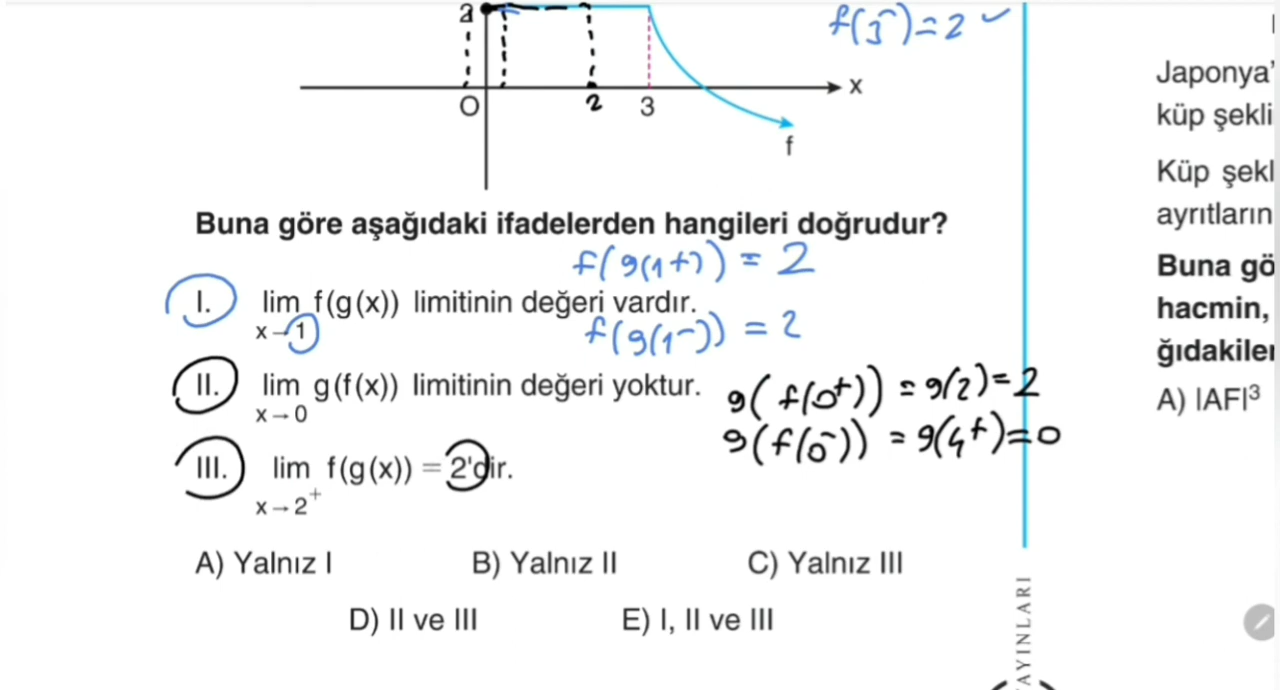 2
f(3⁻)=2 ✓
x
O
2
3
f
Buna göre aşağıdaki ifadelerden hangileri doğrudur?
f(g(1+)) = 2
I. lim f(g(x)) limitinin değeri vardır.
x→1
f(g(1⁻)) = 2
II. lim g(f(x)) limitinin değeri yoktur.
x→0
g(f(0⁺)) = g(2)=2
g(f(0⁻)) = g(4⁺)=0
III. lim f(g(x)) = 2'dir.
x→2⁺
A) Yalnız I
B) Yalnız II
C) Yalnız III
D) II ve III
E) I, II ve III
AYINLARI
Japonya'
küp şekli
Küp şekl
ayrıtların
Buna gö
hacmin,
ğıdakiler
A) |AF|³